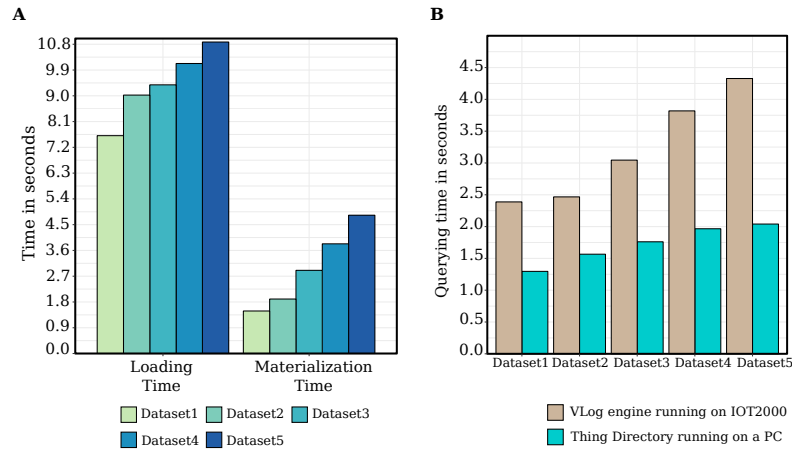 A
Time in seconds
10.8
9.9
9.0
8.1
7.2
6.3
5.4
4.5
3.6
2.7
1.8
0.9
0.0
Loading
Time
Materialization
Time
Dataset1 Dataset2 Dataset3
Dataset4 Dataset5
B
Querying time in seconds
4.5
4.0
3.5
3.0
2.5
2.0
1.5
1.0
0.5
0.0
Dataset1 Dataset2 Dataset3 Dataset4 Dataset5
VLog engine running on IOT2000
Thing Directory running on a PC